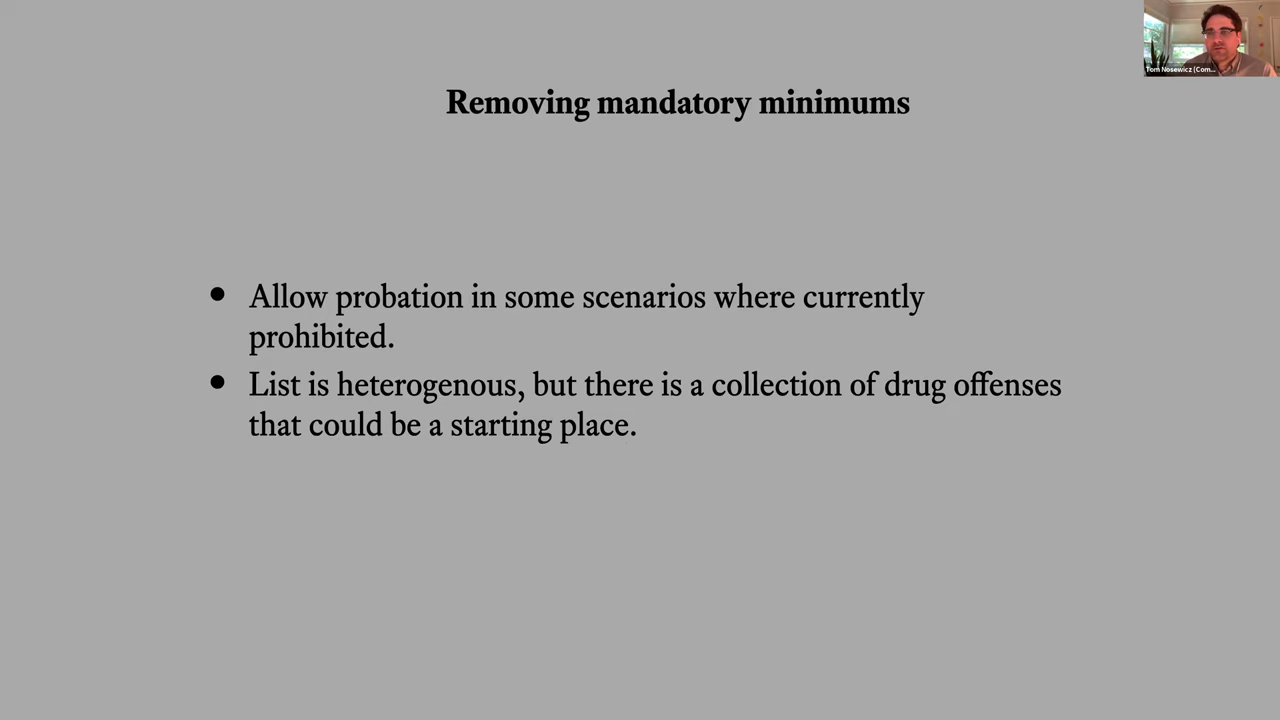 Tom Nosewicz (Com...
Removing mandatory minimums
• Allow probation in some scenarios where currently
prohibited.
• List is heterogenous, but there is a collection of drug offenses
that could be a starting place.